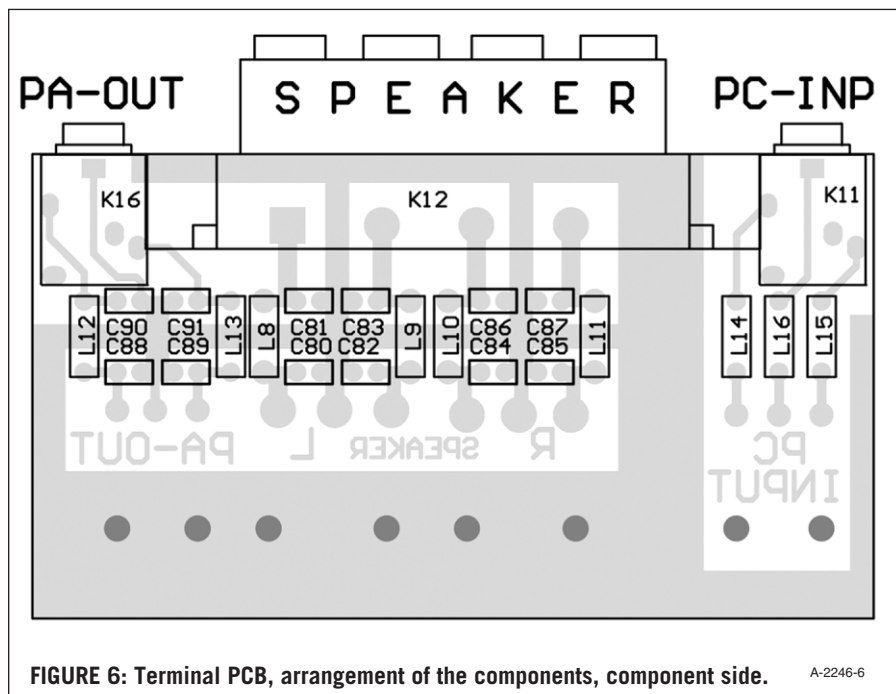 PA-OUT
SPEAKER
PC-INP
K16
K12
K11
L12
C90
C88
C91
C89
L13
L8
C81
C80
C83
C82
L9
L10
C86
C84
C87
C85
L11
L14
L16
L15
PA-OUT
L
SPEAKER
R
PC
INPUT
FIGURE 6: Terminal PCB, arrangement of the components, component side.
A-2246-6